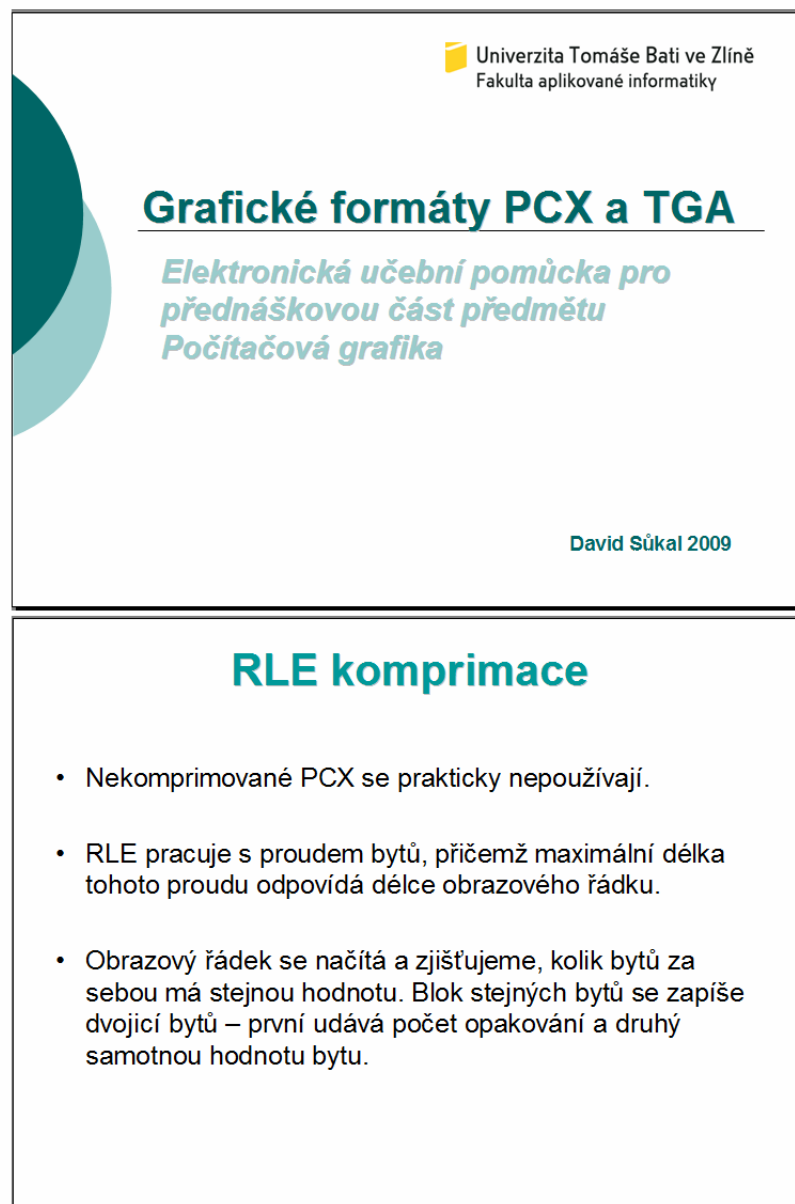 Univerzita Tomáše Bati ve Zlíně
Fakulta aplikované informatiky
Grafické formáty PCX a TGA
Elektronická učební pomůcka pro
přednáškovou část předmětu
Počítačová grafika
David Sůkal 2009
RLE komprimace
• Nekomprimované PCX se prakticky nepoužívají.
• RLE pracuje s proudem bytů, přičemž maximální délka
tohoto proudu odpovídá délce obrazového řádku.
• Obrazový řádek se načítá a zjišťujeme, kolik bytů za
sebou má stejnou hodnotu. Blok stejných bytů se zapíše
dvojicí bytů – první udává počet opakování a druhý
samotnou hodnotu bytu.